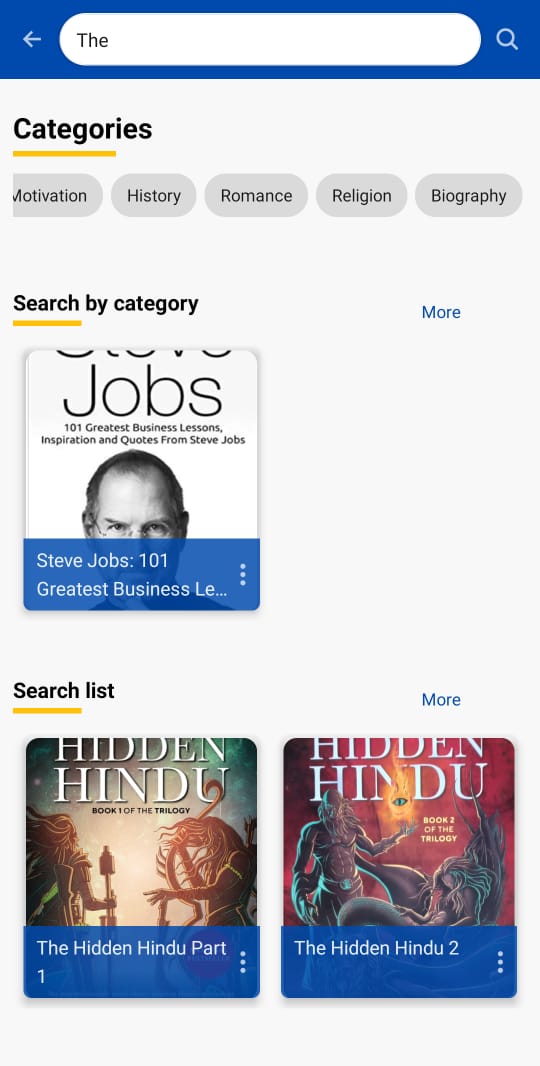 The
Categories
Motivation
History
Romance
Religion
Biography
Search by category
More
Steve
Jobs
101 Greatest Business Lessons,
Inspiration and Quotes From Steve Jobs
Steve Jobs: 101
Greatest Business Le...
Search list
More
HIDDEN
HINDU
BOOK 1 OF THE TRILOGY
The Hidden Hindu Part
1
HIDDEN
HINDU
BOOK 2
OF THE
TRILOGY
The Hidden Hindu 2